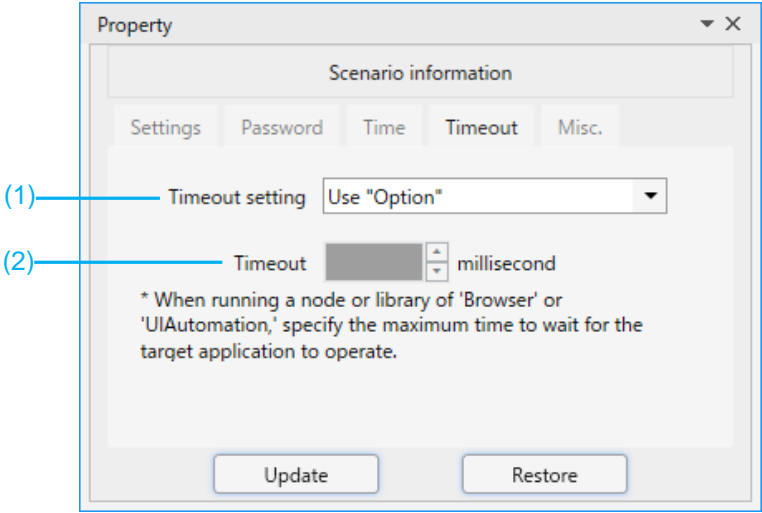 Property
Scenario information
Settings Password Time Timeout Misc.
(1) Timeout setting Use "Option"
(2) Timeout millisecond
* When running a node or library of 'Browser' or
'UIAutomation,' specify the maximum time to wait for the
target application to operate.
Update Restore